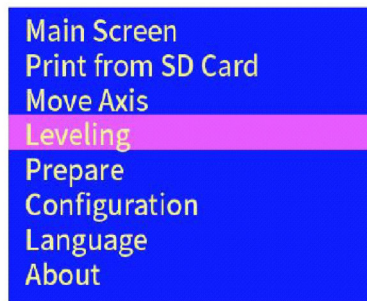 Main Screen
Print from SD Card
Move Axis
Leveling
Prepare
Configuration
Language
About